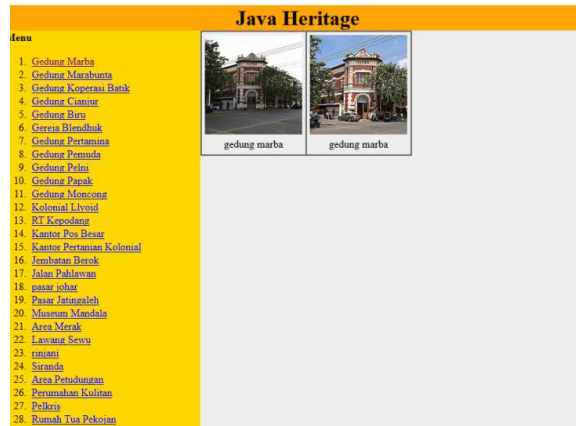 Java Heritage
Menu
1. Gedung Marba
2. Gedung Marabunta
3. Gedung Koperasi Batik
4. Gedung Cianjur
5. Gedung Biru
6. Gereja Blendhuk
7. Gedung Pertamina
8. Gedung Pemuda
9. Gedung Pelni
10. Gedung Papak
11. Gedung Moncong
12. Kolonial Llyoid
13. RT Kepodang
14. Kantor Pos Besar
15. Kantor Pertanian Kolonial
16. Jembatan Berok
17. Jalan Pahlawan
18. pasar johar
19. Pasar Jatingaleh
20. Museum Mandala
21. Area Merak
22. Lawang Sewu
23. rinjani
24. Siranda
25. Area Petudungan
26. Perumahan Kulitan
27. Pelkris
28. Rumah Tua Pekojan
gedung marba
gedung marba